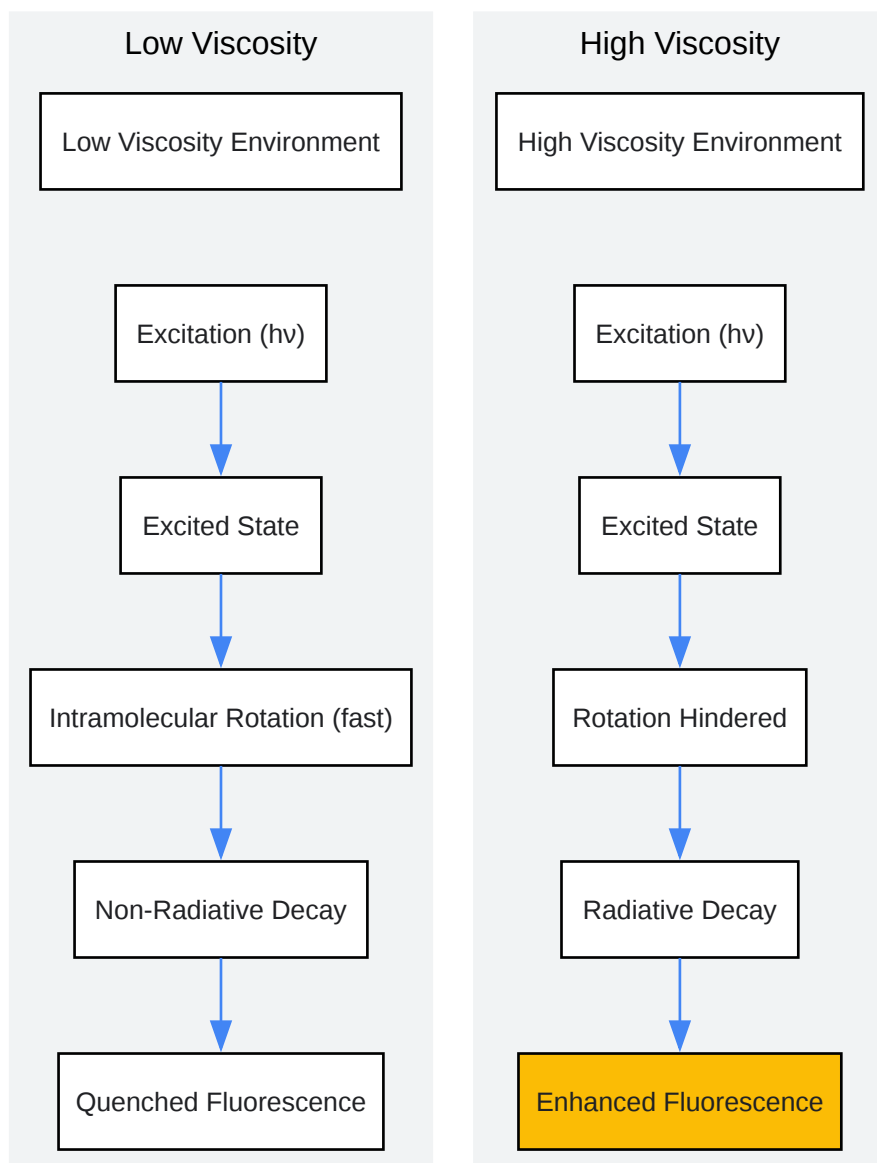 Low Viscosity
Low Viscosity Environment
Excitation (hν)
Excited State
Intramolecular Rotation (fast)
Non-Radiative Decay
Quenched Fluorescence
High Viscosity
High Viscosity Environment
Excitation (hν)
Excited State
Rotation Hindered
Radiative Decay
Enhanced Fluorescence